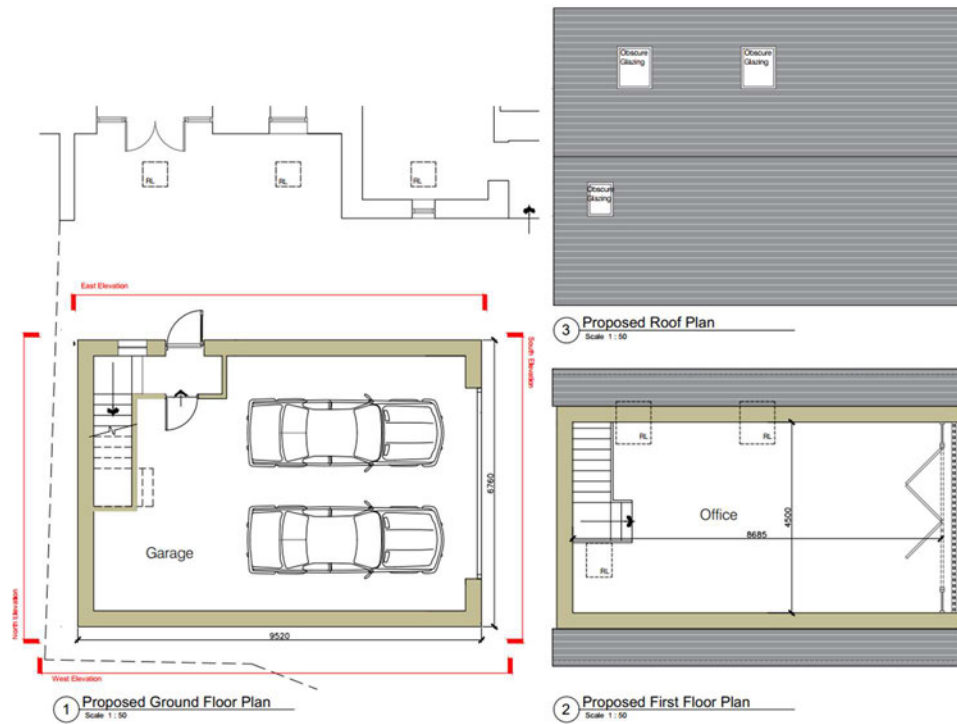 Obscure
Glazing
Obscure
Glazing
Obscure
Glazing
3 Proposed Roof Plan
Scale 1 : 50
RL
RL
RL
East Elevation
South Elevation
North Elevation
West Elevation
Garage
6760
9520
1 Proposed Ground Floor Plan
Scale 1 : 50
RL
RL
Office
4500
8685
RL
2 Proposed First Floor Plan
Scale 1 : 50